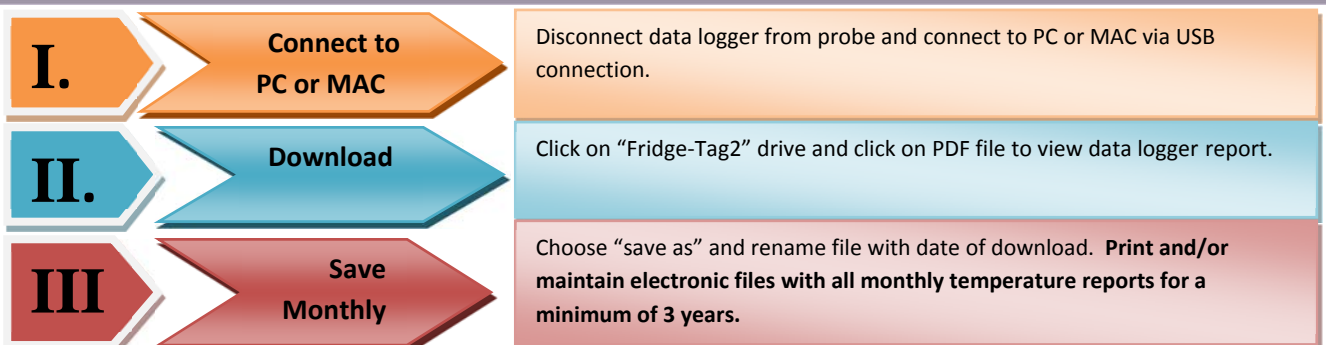 I.
Connect to
PC or MAC
Disconnect data logger from probe and connect to PC or MAC via USB
connection.
II.
Download
Click on “Fridge-Tag2” drive and click on PDF file to view data logger report.
III
Save
Monthly
Choose “save as” and rename file with date of download. Print and/or
maintain electronic files with all monthly temperature reports for a
minimum of 3 years.